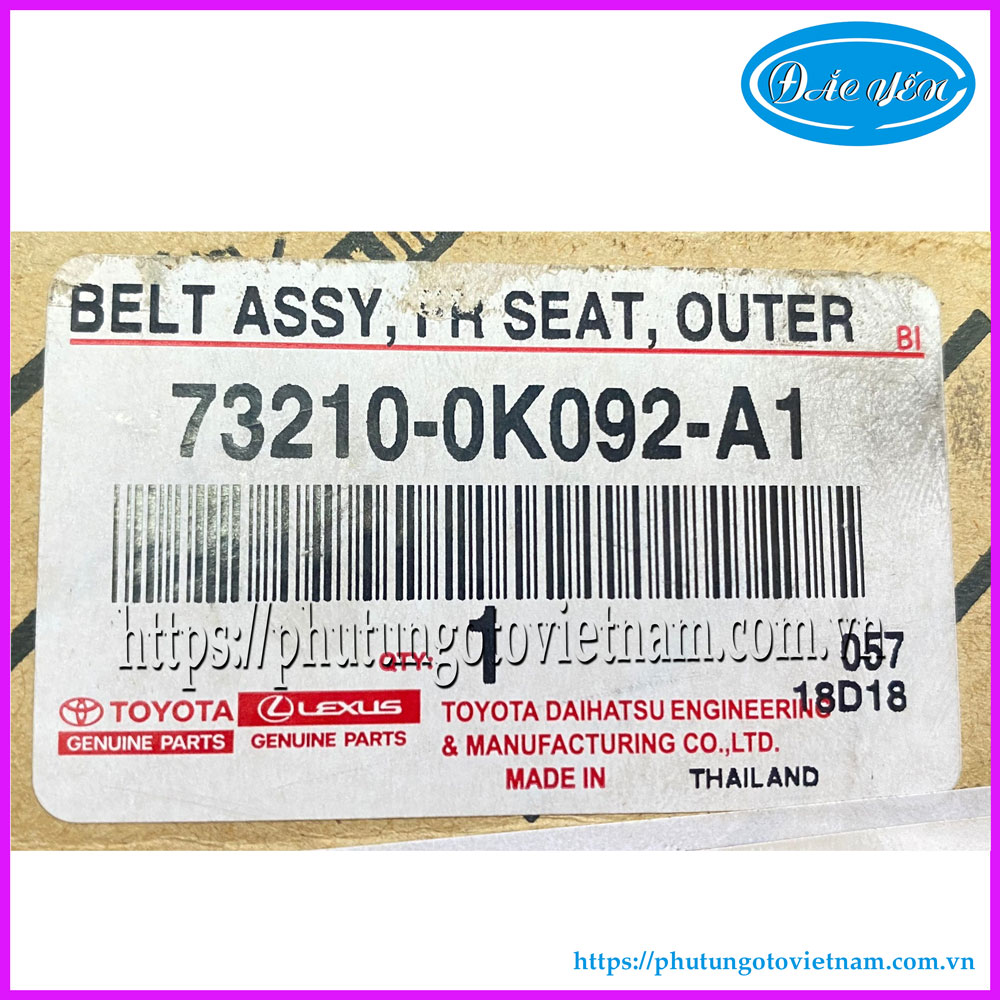 ĐẮC YẾN
BELT ASSY, FR SEAT, OUTER
BI
73210-0K092-A1
https://phutungotovietnam.com.vn
QTY: 1
057
18D18
TOYOTA
GENUINE PARTS
LEXUS
GENUINE PARTS
TOYOTA DAIHATSU ENGINEERING
& MANUFACTURING CO.,LTD.
MADE IN THAILAND
https://phutungotovietnam.com.vn